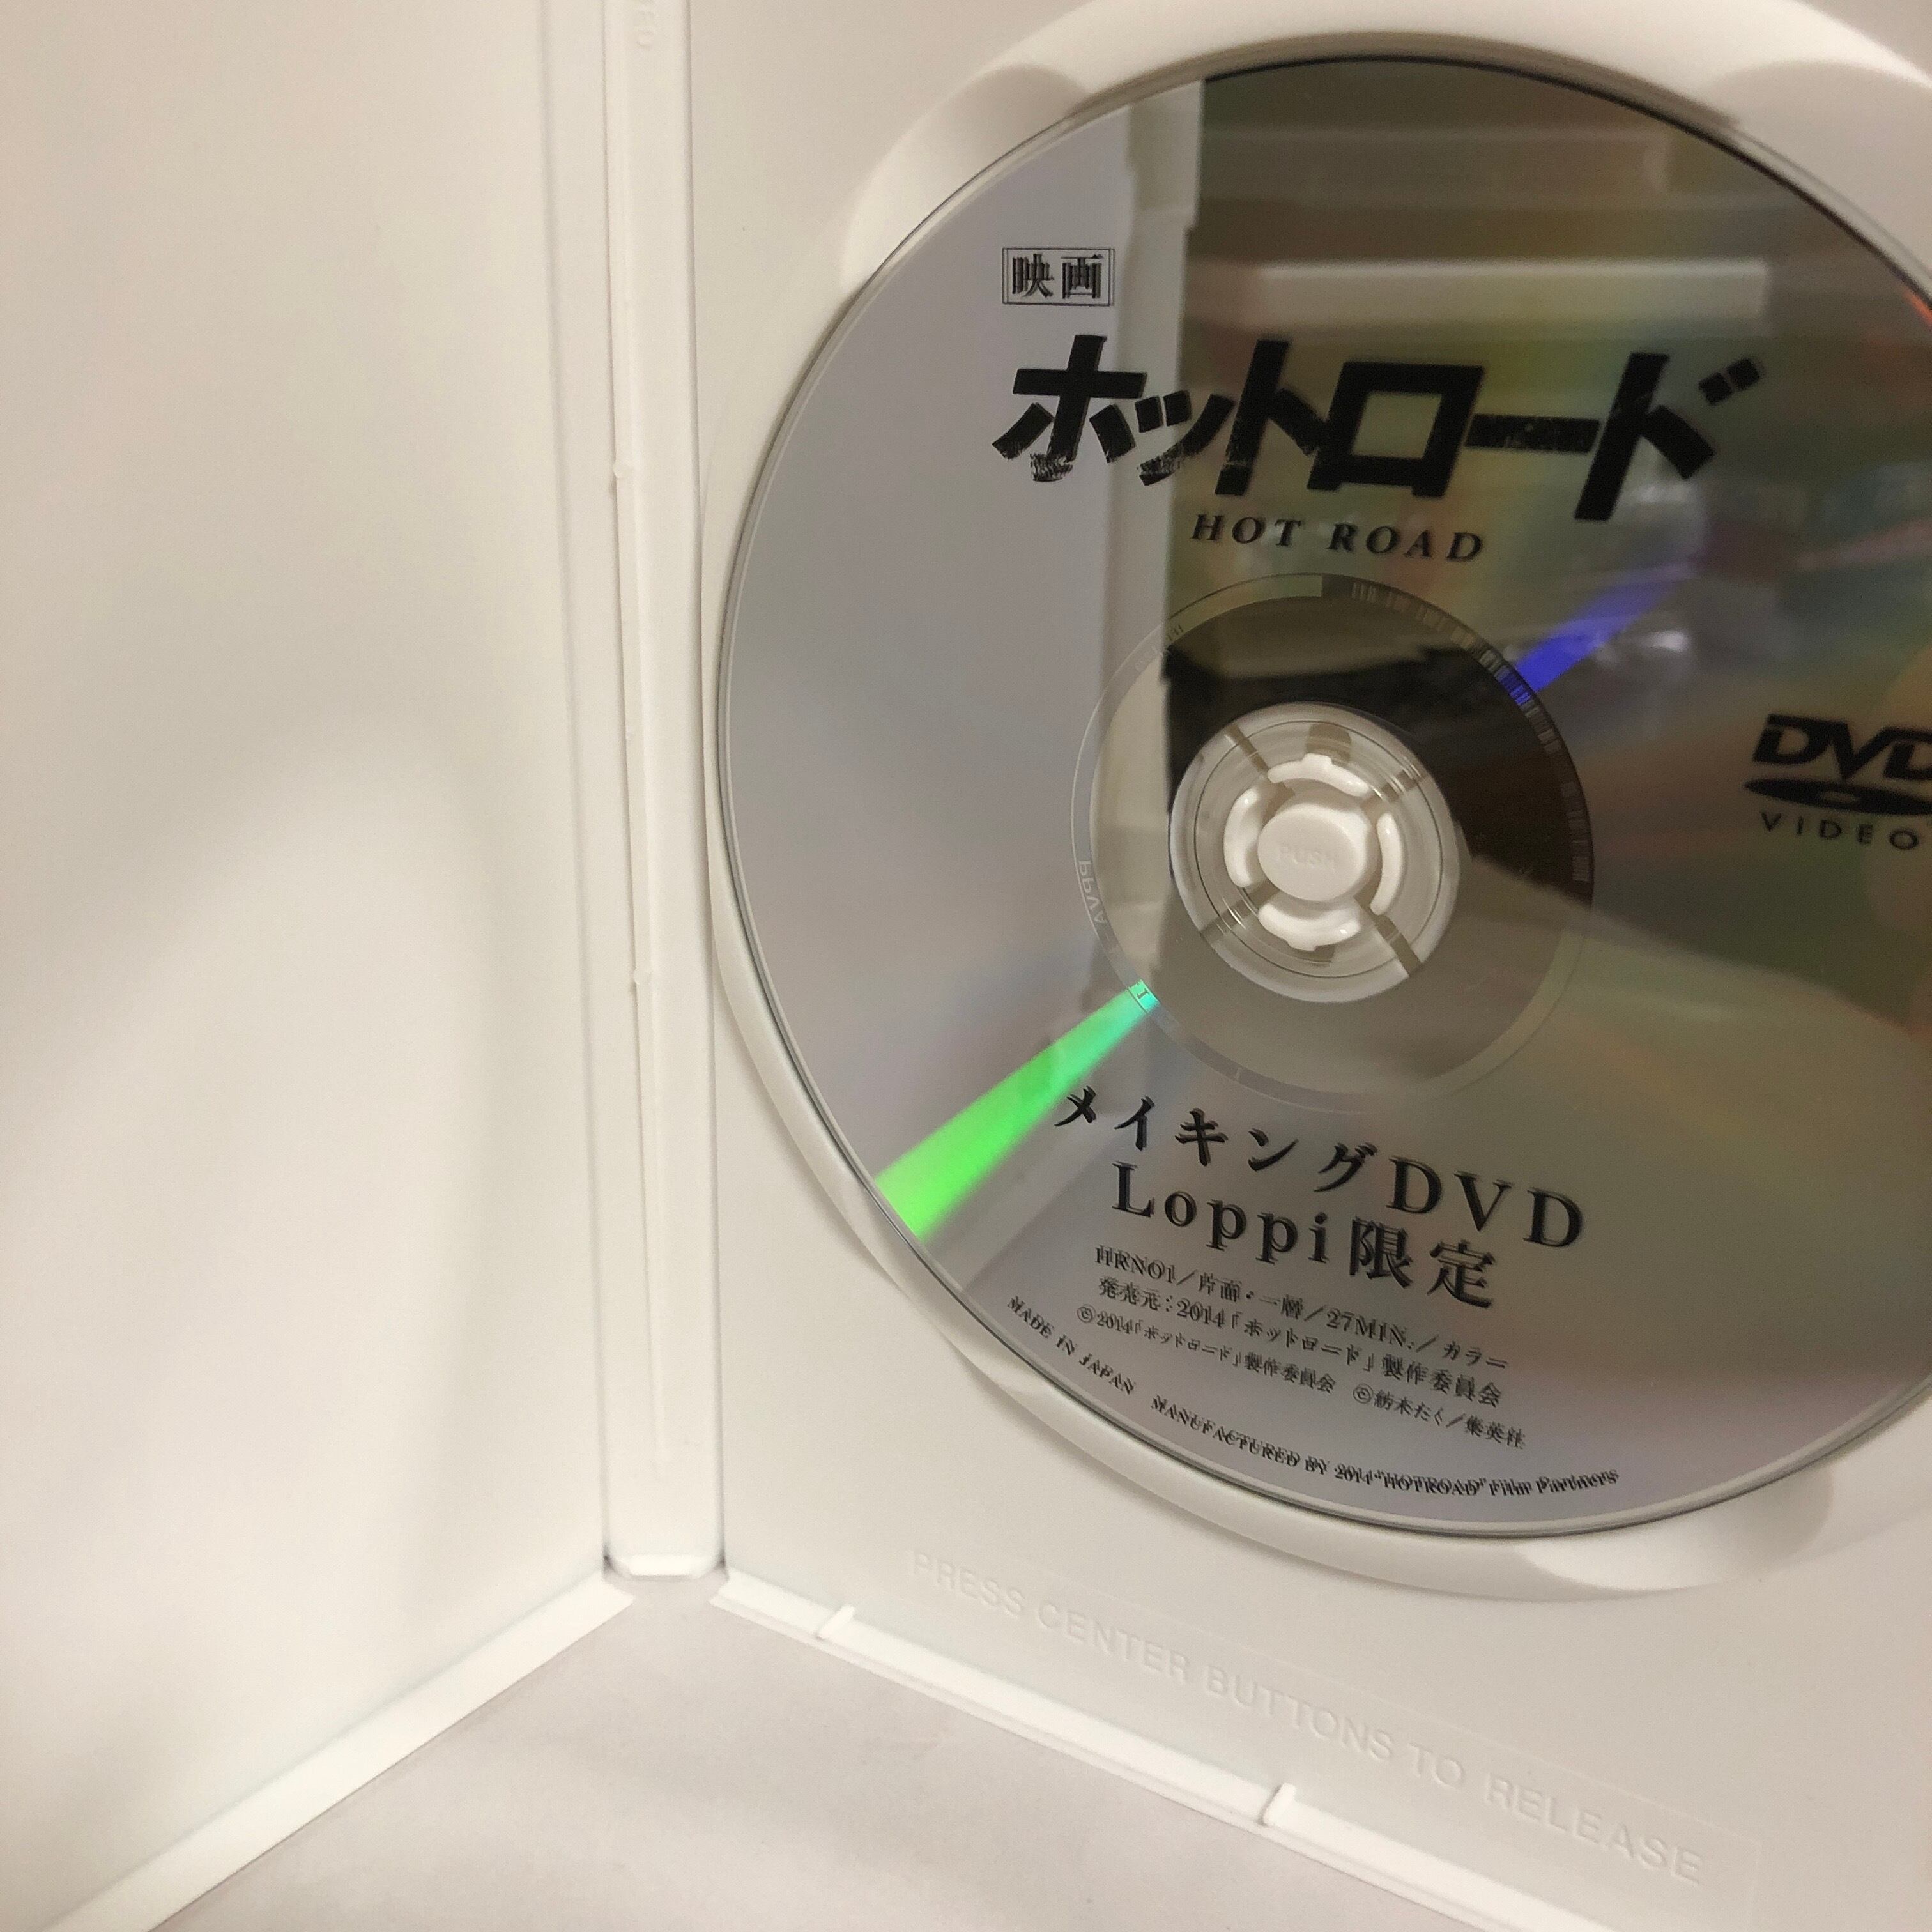 映画
ホットロード
HOT ROAD
DVD
VIDEO
PUSH
メイキングDVD
Loppi限定
HRN01／片面・一層／27MIN.／カラー
発売元：2014「ホットロード」製作委員会
©2014「ホットロード」製作委員会 ©紡木たく／集英社
MADE IN JAPAN MANUFACTURED BY 2014 "HOTROAD" Film Partners
PRESS CENTER BUTTONS TO RELEASE